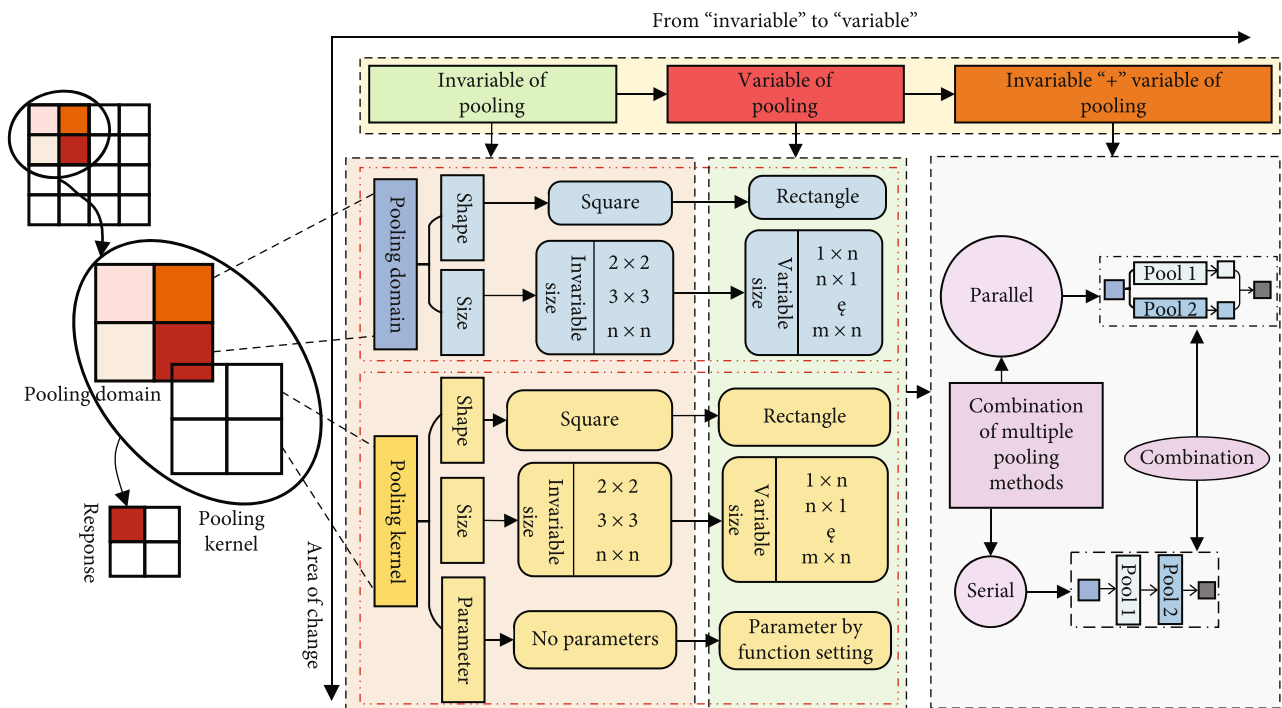 From “invariable” to “variable”
Invariable of
pooling
Variable of
pooling
Invariable “+” variable of
pooling
Pooling domain
Pooling
kernel
Response
Area of change
Pooling domain
Shape
Square
Rectangle
Size
Invariable
size
2 × 2
3 × 3
n × n
Variable
size
1 × n
n × 1
ę
m × n
Pooling kernel
Shape
Square
Rectangle
Size
Invariable
size
2 × 2
3 × 3
n × n
Variable
size
1 × n
n × 1
ę
m × n
Parameter
No parameters
Parameter by
function setting
Parallel
Pool 1
Pool 2
Combination
of multiple
pooling
methods
Combination
Serial
Pool 1
Pool 2